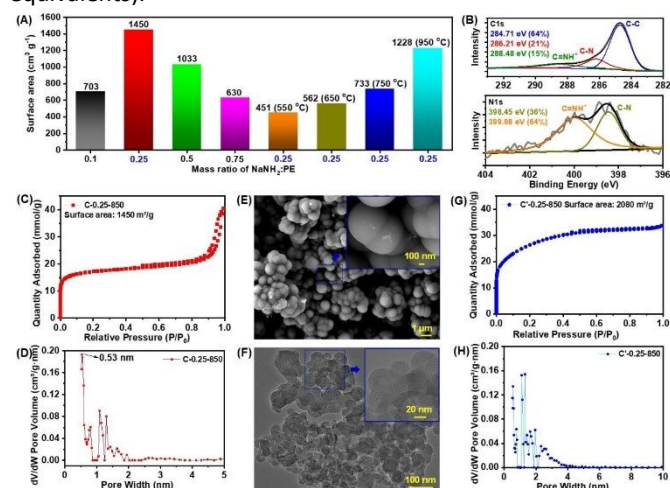 equivalents).
(A)
Surface area (cm³ g⁻¹)
1600
1400
1200
1000
800
600
400
200
0
703
1450
1033
630
451 (550 °C)
562 (650 °C)
733 (750 °C)
1228 (950 °C)
0.1 0.25 0.5 0.75 0.25 0.25 0.25 0.25
Mass ratio of NaNH₂:PE
(B)
C1s
284.71 eV (64%)
286.21 eV (21%)
288.48 eV (15%)
C=NH⁺
C-N
C-C
Intensity
292 290 288 286 284 282
N1s
398.45 eV (36%)
399.98 eV (64%)
C=NH⁺
C-N
Intensity
404 402 400 398 396
Binding Energy (eV)
(C)
C-0.25-850
Surface area: 1450 m²/g
Quantity Adsorbed (mmol/g)
40
30
20
10
0
0.0 0.2 0.4 0.6 0.8 1.0
Relative Pressure (P/P₀)
(D)
0.53 nm
C-0.25-850
dV/dW Pore Volume (cm³/g·nm)
0.20
0.16
0.12
0.08
0.04
0.00
0 1 2 3 4 5
Pore Width (nm)
(E)
100 nm
1 μm
(F)
20 nm
100 nm
(G)
C'-0.25-850 Surface area: 2080 m²/g
Quantity Adsorbed (mmol/g)
40
30
20
10
0
0.0 0.2 0.4 0.6 0.8 1.0
Relative Pressure (P/P₀)
(H)
C'-0.25-850
dV/dW Pore Volume (cm³/g·nm)
0.20
0.16
0.12
0.08
0.04
0.00
0 2 4 6 8 10
Pore Width (nm)